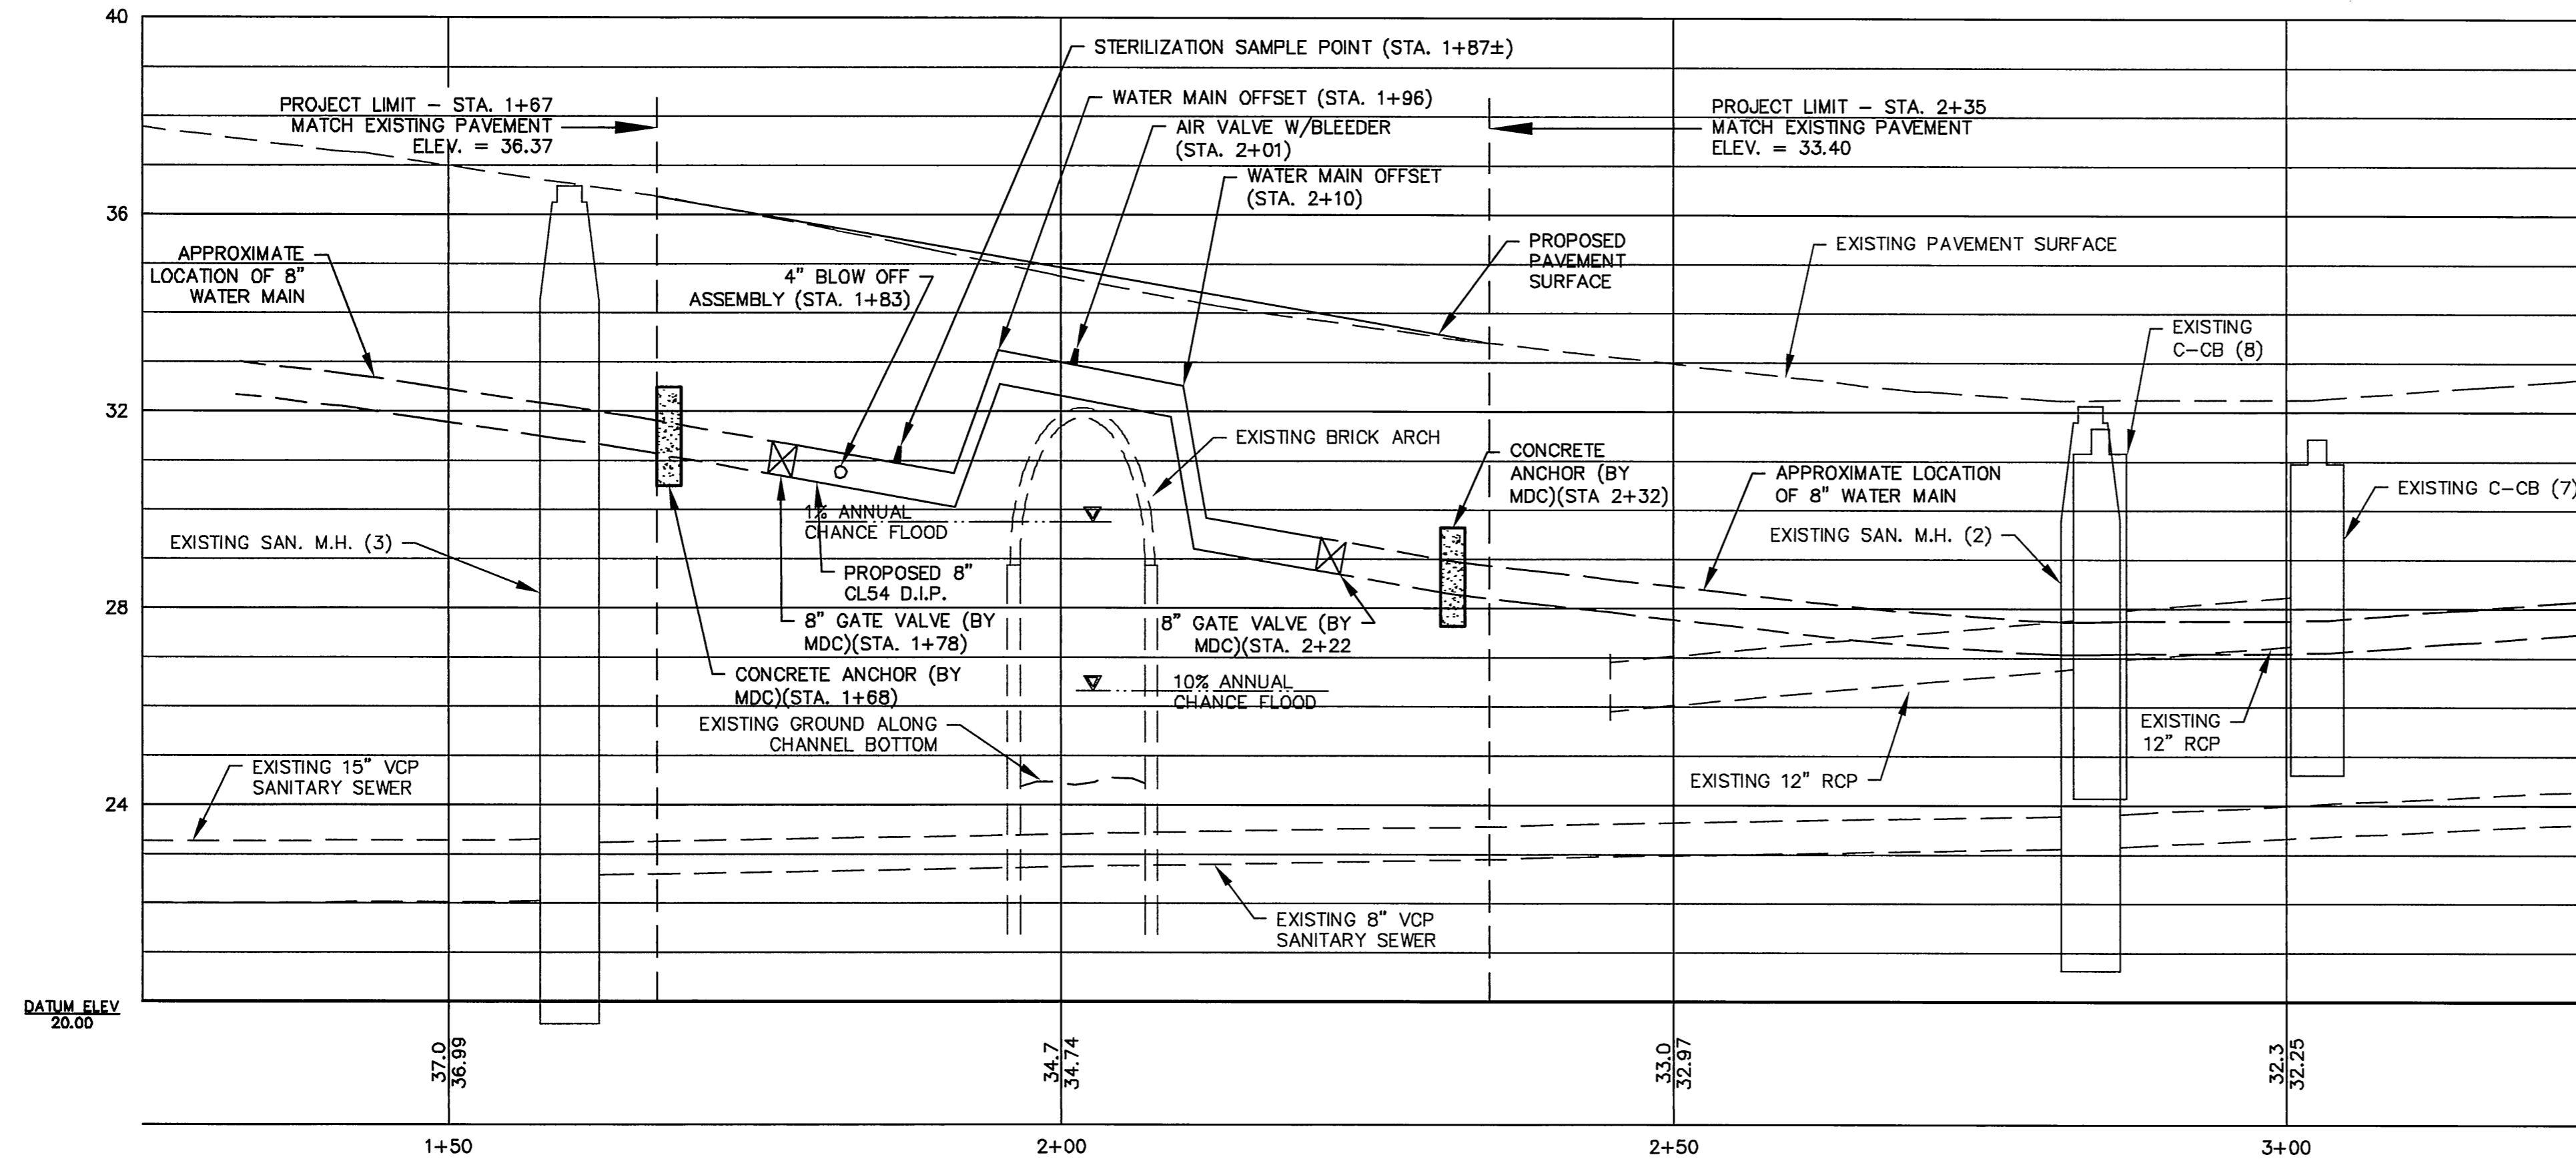 40
36
32
28
24
DATUM ELEV
20.00
STERILIZATION SAMPLE POINT (STA. 1+87±)
WATER MAIN OFFSET (STA. 1+96)
AIR VALVE W/BLEEDER
(STA. 2+01)
WATER MAIN OFFSET
(STA. 2+10)
PROJECT LIMIT – STA. 1+67
MATCH EXISTING PAVEMENT
ELEV. = 36.37
PROJECT LIMIT – STA. 2+35
MATCH EXISTING PAVEMENT
ELEV. = 33.40
APPROXIMATE
LOCATION OF 8"
WATER MAIN
4" BLOW OFF
ASSEMBLY (STA. 1+83)
PROPOSED
PAVEMENT
SURFACE
EXISTING PAVEMENT SURFACE
EXISTING
C-CB (8)
EXISTING BRICK ARCH
CONCRETE
ANCHOR (BY
MDC)(STA 2+32)
APPROXIMATE LOCATION
OF 8" WATER MAIN
EXISTING C-CB (7)
1% ANNUAL
CHANCE FLOOD
EXISTING SAN. M.H. (3)
EXISTING SAN. M.H. (2)
PROPOSED 8"
CL54 D.I.P.
8" GATE VALVE (BY
MDC)(STA. 1+78)
8" GATE VALVE (BY
MDC)(STA. 2+22
CONCRETE ANCHOR (BY
MDC)(STA. 1+68)
10% ANNUAL
CHANCE FLOOD
EXISTING GROUND ALONG
CHANNEL BOTTOM
EXISTING
12" RCP
EXISTING 12" RCP
EXISTING 15" VCP
SANITARY SEWER
EXISTING 8" VCP
SANITARY SEWER
37.0
36.99
34.7
34.74
33.0
32.97
32.3
32.25
1+50
2+00
2+50
3+00